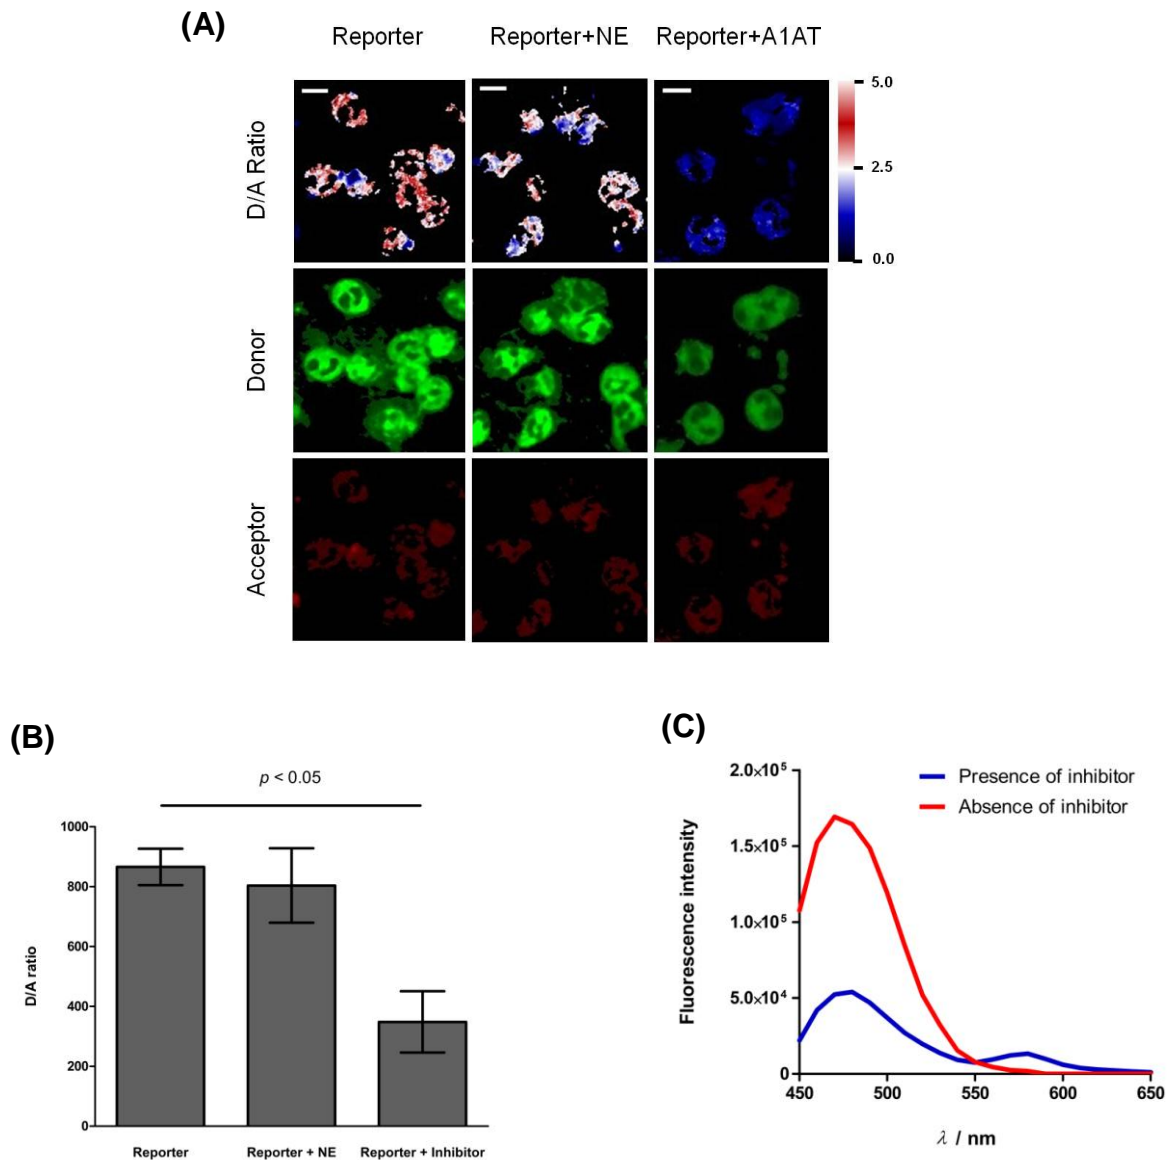 (A)
Reporter Reporter+NE Reporter+A1AT
D/A Ratio
5.0
2.5
0.0
Donor
Acceptor
(B)
p < 0.05
1000
800
600
400
200
0
D/A ratio
Reporter Reporter + NE Reporter + Inhibitor
(C)
Presence of inhibitor
Absence of inhibitor
2.0×10⁵
1.5×10⁵
1.0×10⁵
5.0×10⁴
0
Fluorescence intensity
450 500 550 600 650
λ / nm